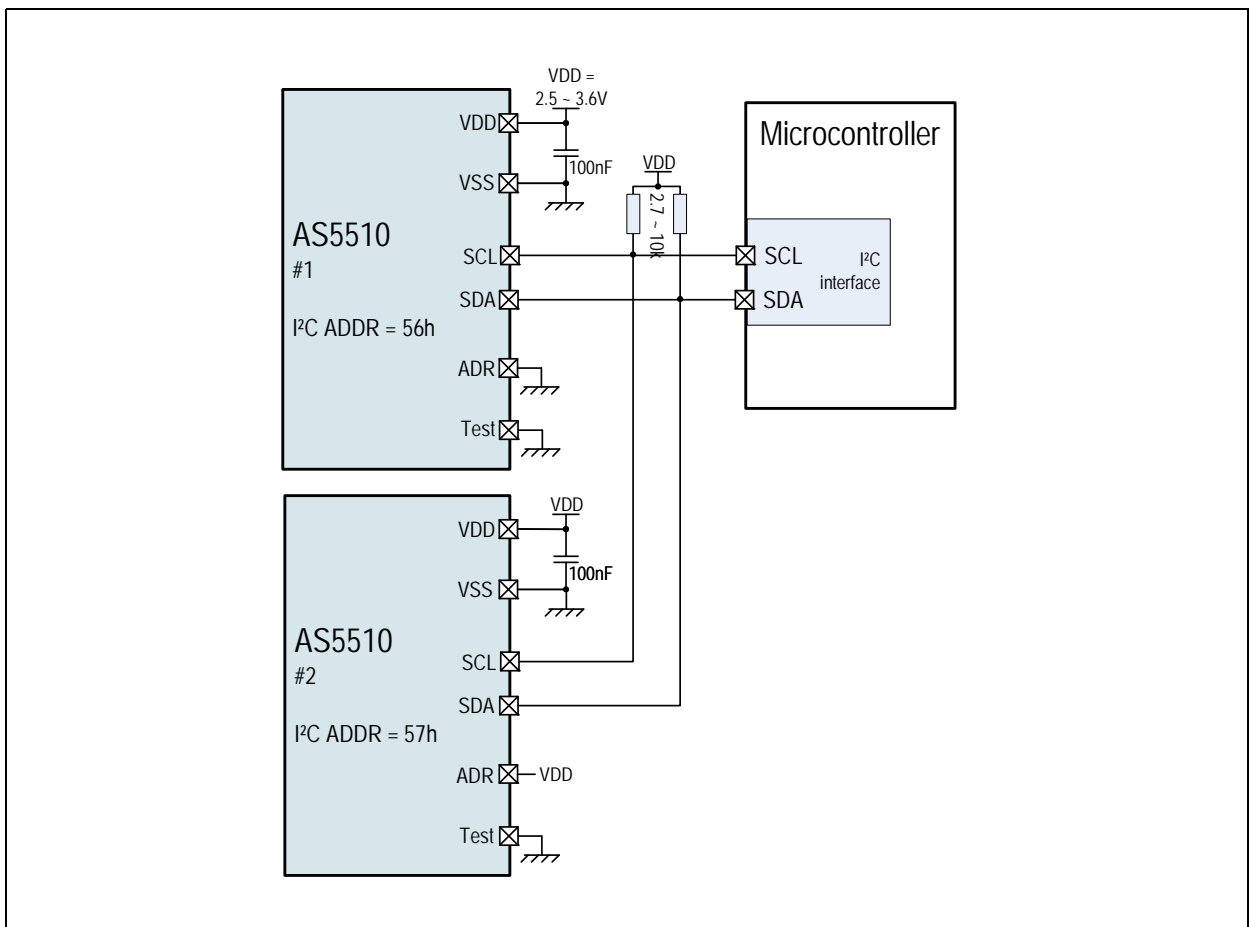 VDD =
2.5 ~ 3.6V
VDD
100nF
VSS
AS5510
#1
I²C ADDR = 56h
SCL
SDA
ADR
Test
VDD
2.7 ~ 10k
Microcontroller
SCL
SDA
I²C
interface
VDD
VDD
100nF
VSS
AS5510
#2
I²C ADDR = 57h
SCL
SDA
ADR
VDD
Test